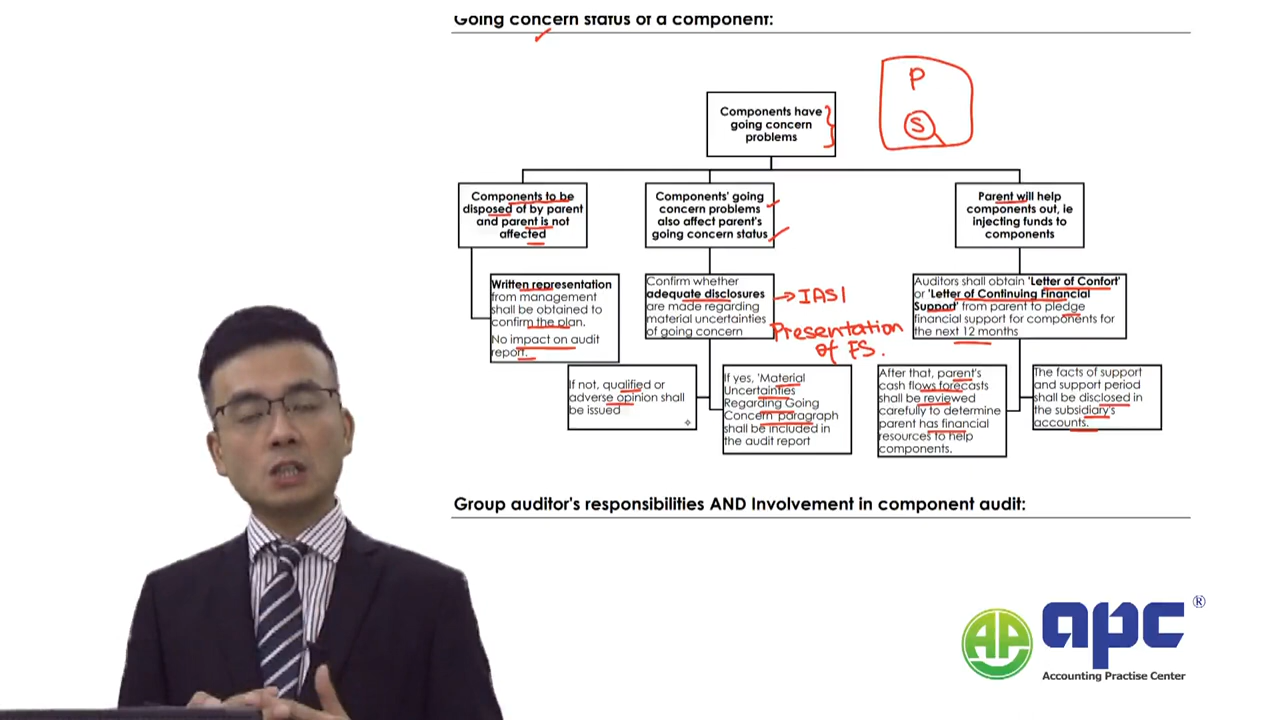 Going concern status of a component:
P
S
Components have
going concern
problems
Components to be
disposed of by parent
and parent is not
affected
Components' going
concern problems
also affect parent's
going concern status
Parent will help
components out, ie
injecting funds to
components
Written representation
from management
shall be obtained to
confirm the plan.
No impact on audit
report.
Confirm whether
adequate disclosures
are made regarding
material uncertainties
of going concern
→ IAS1
Presentation
of FS.
Auditors shall obtain 'Letter of Confort'
or 'Letter of Continuing Financial
Support' from parent to pledge
financial support for components for
the next 12 months
If not, qualified or
adverse opinion shall
be issued
If yes, 'Material
Uncertainties
Regarding Going
Concern' paragraph
shall be included in
the audit report
After that, parent's
cash flows forecasts
shall be reviewed
carefully to determine
parent has financial
resources to help
components.
The facts of support
and support period
shall be disclosed in
the subsidiary's
accounts.
Group auditor's responsibilities AND Involvement in component audit:
AP
apc ®
Accounting Practise Center